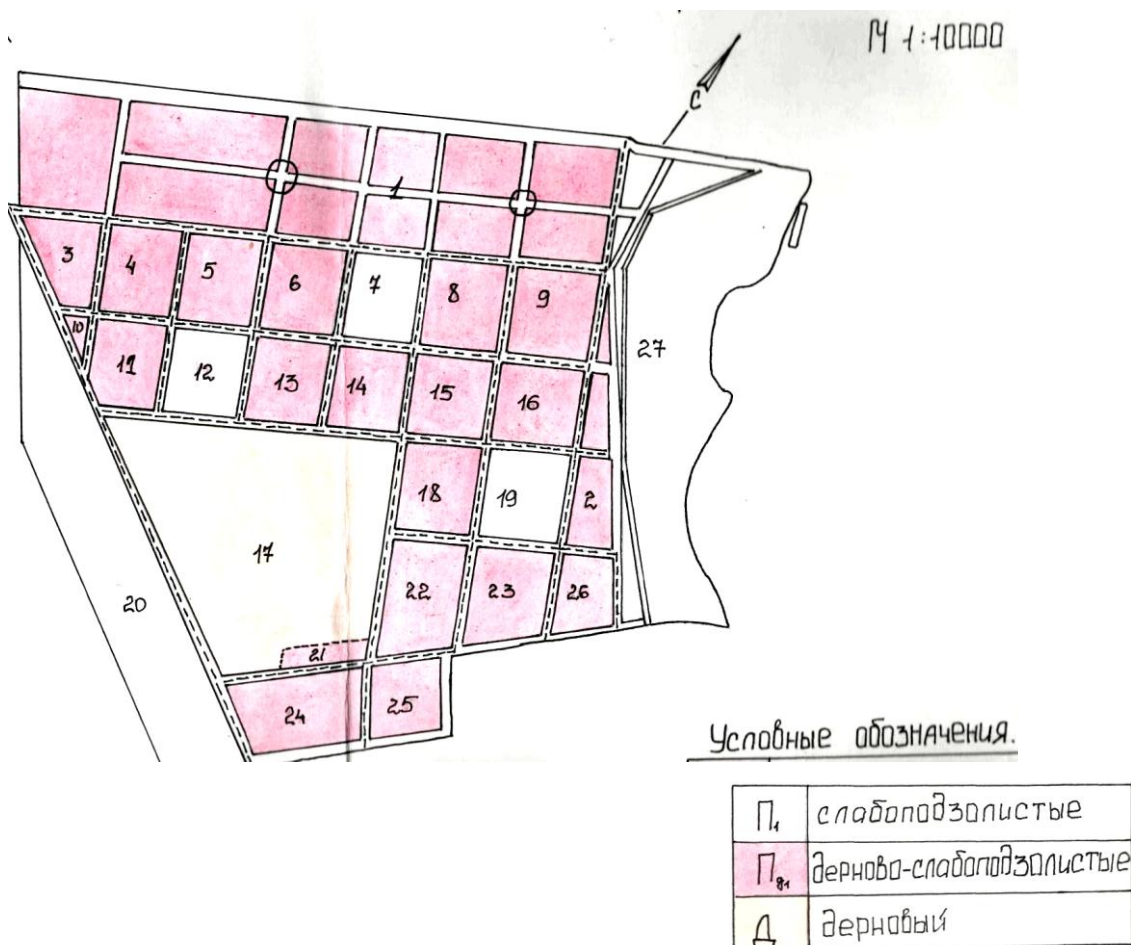 М 1:10000
С
1
3 4 5 6 7 8 9
27
10 11 12 13 14 15 16
18 19 2
17
20
22 23 26
21
24 25
Условные обозначения.
П₁ слабоподзолистые
Пд₁ дерново-слабоподзолистые
Д дерновый